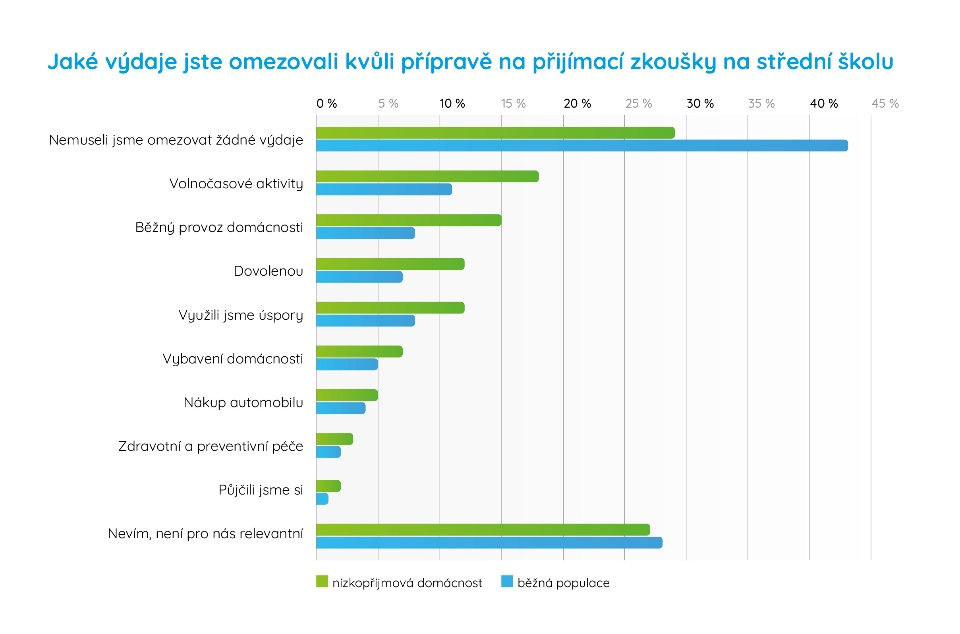 Jaké výdaje jste omezovali kvůli přípravě na přijímací zkoušky na střední školu
0 % 5 % 10 % 15 % 20 % 25 % 30 % 35 % 40 % 45 %
Nemuseli jsme omezovat žádné výdaje
Volnočasové aktivity
Běžný provoz domácnosti
Dovolenou
Využili jsme úspory
Vybavení domácnosti
Nákup automobilu
Zdravotní a preventivní péče
Půjčili jsme si
Nevím, není pro nás relevantní
nízkopříjmová domácnost běžná populace